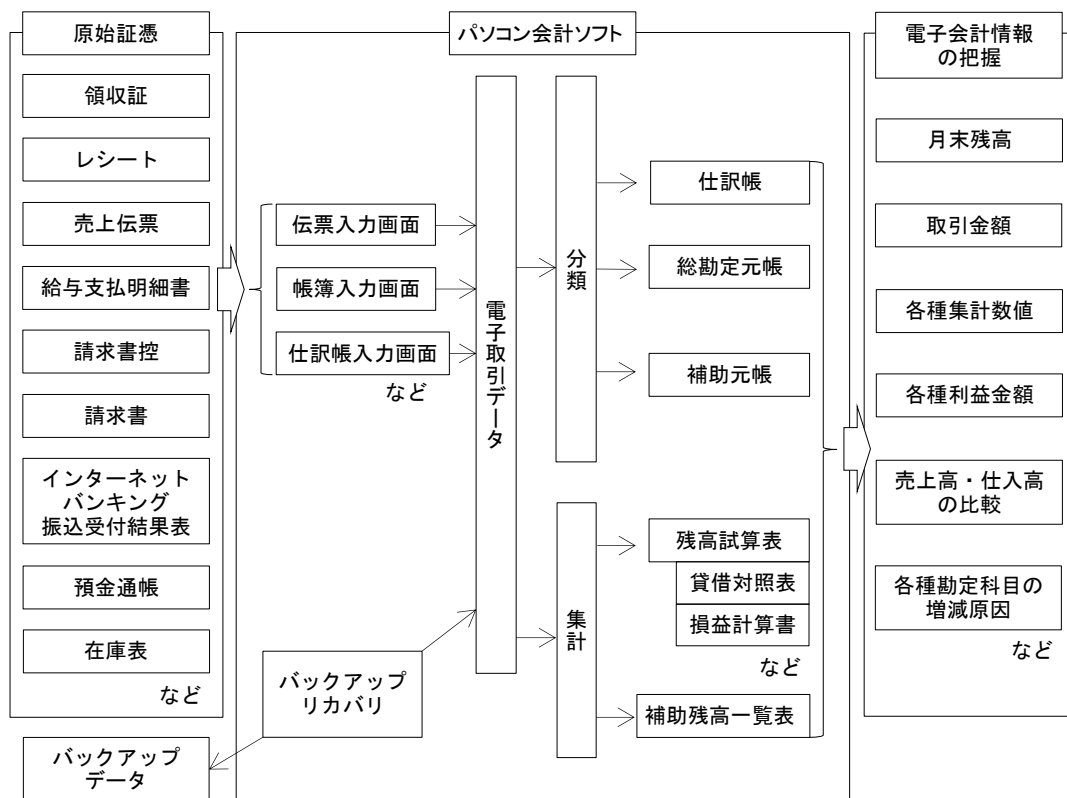 原始証憑
領収証
レシート
売上伝票
給与支払明細書
請求書控
請求書
インターネット
バンキング
振込受付結果表
預金通帳
在庫表
など
バックアップ
データ
パソコン会計ソフト
伝票入力画面
帳簿入力画面
仕訳帳入力画面
など
バックアップ
リカバリ
電子取引データ
分類
集計
仕訳帳
総勘定元帳
補助元帳
残高試算表
貸借対照表
損益計算書
など
補助残高一覧表
電子会計情報
の把握
月末残高
取引金額
各種集計数値
各種利益金額
売上高・仕入高
の比較
各種勘定科目の
増減原因
など